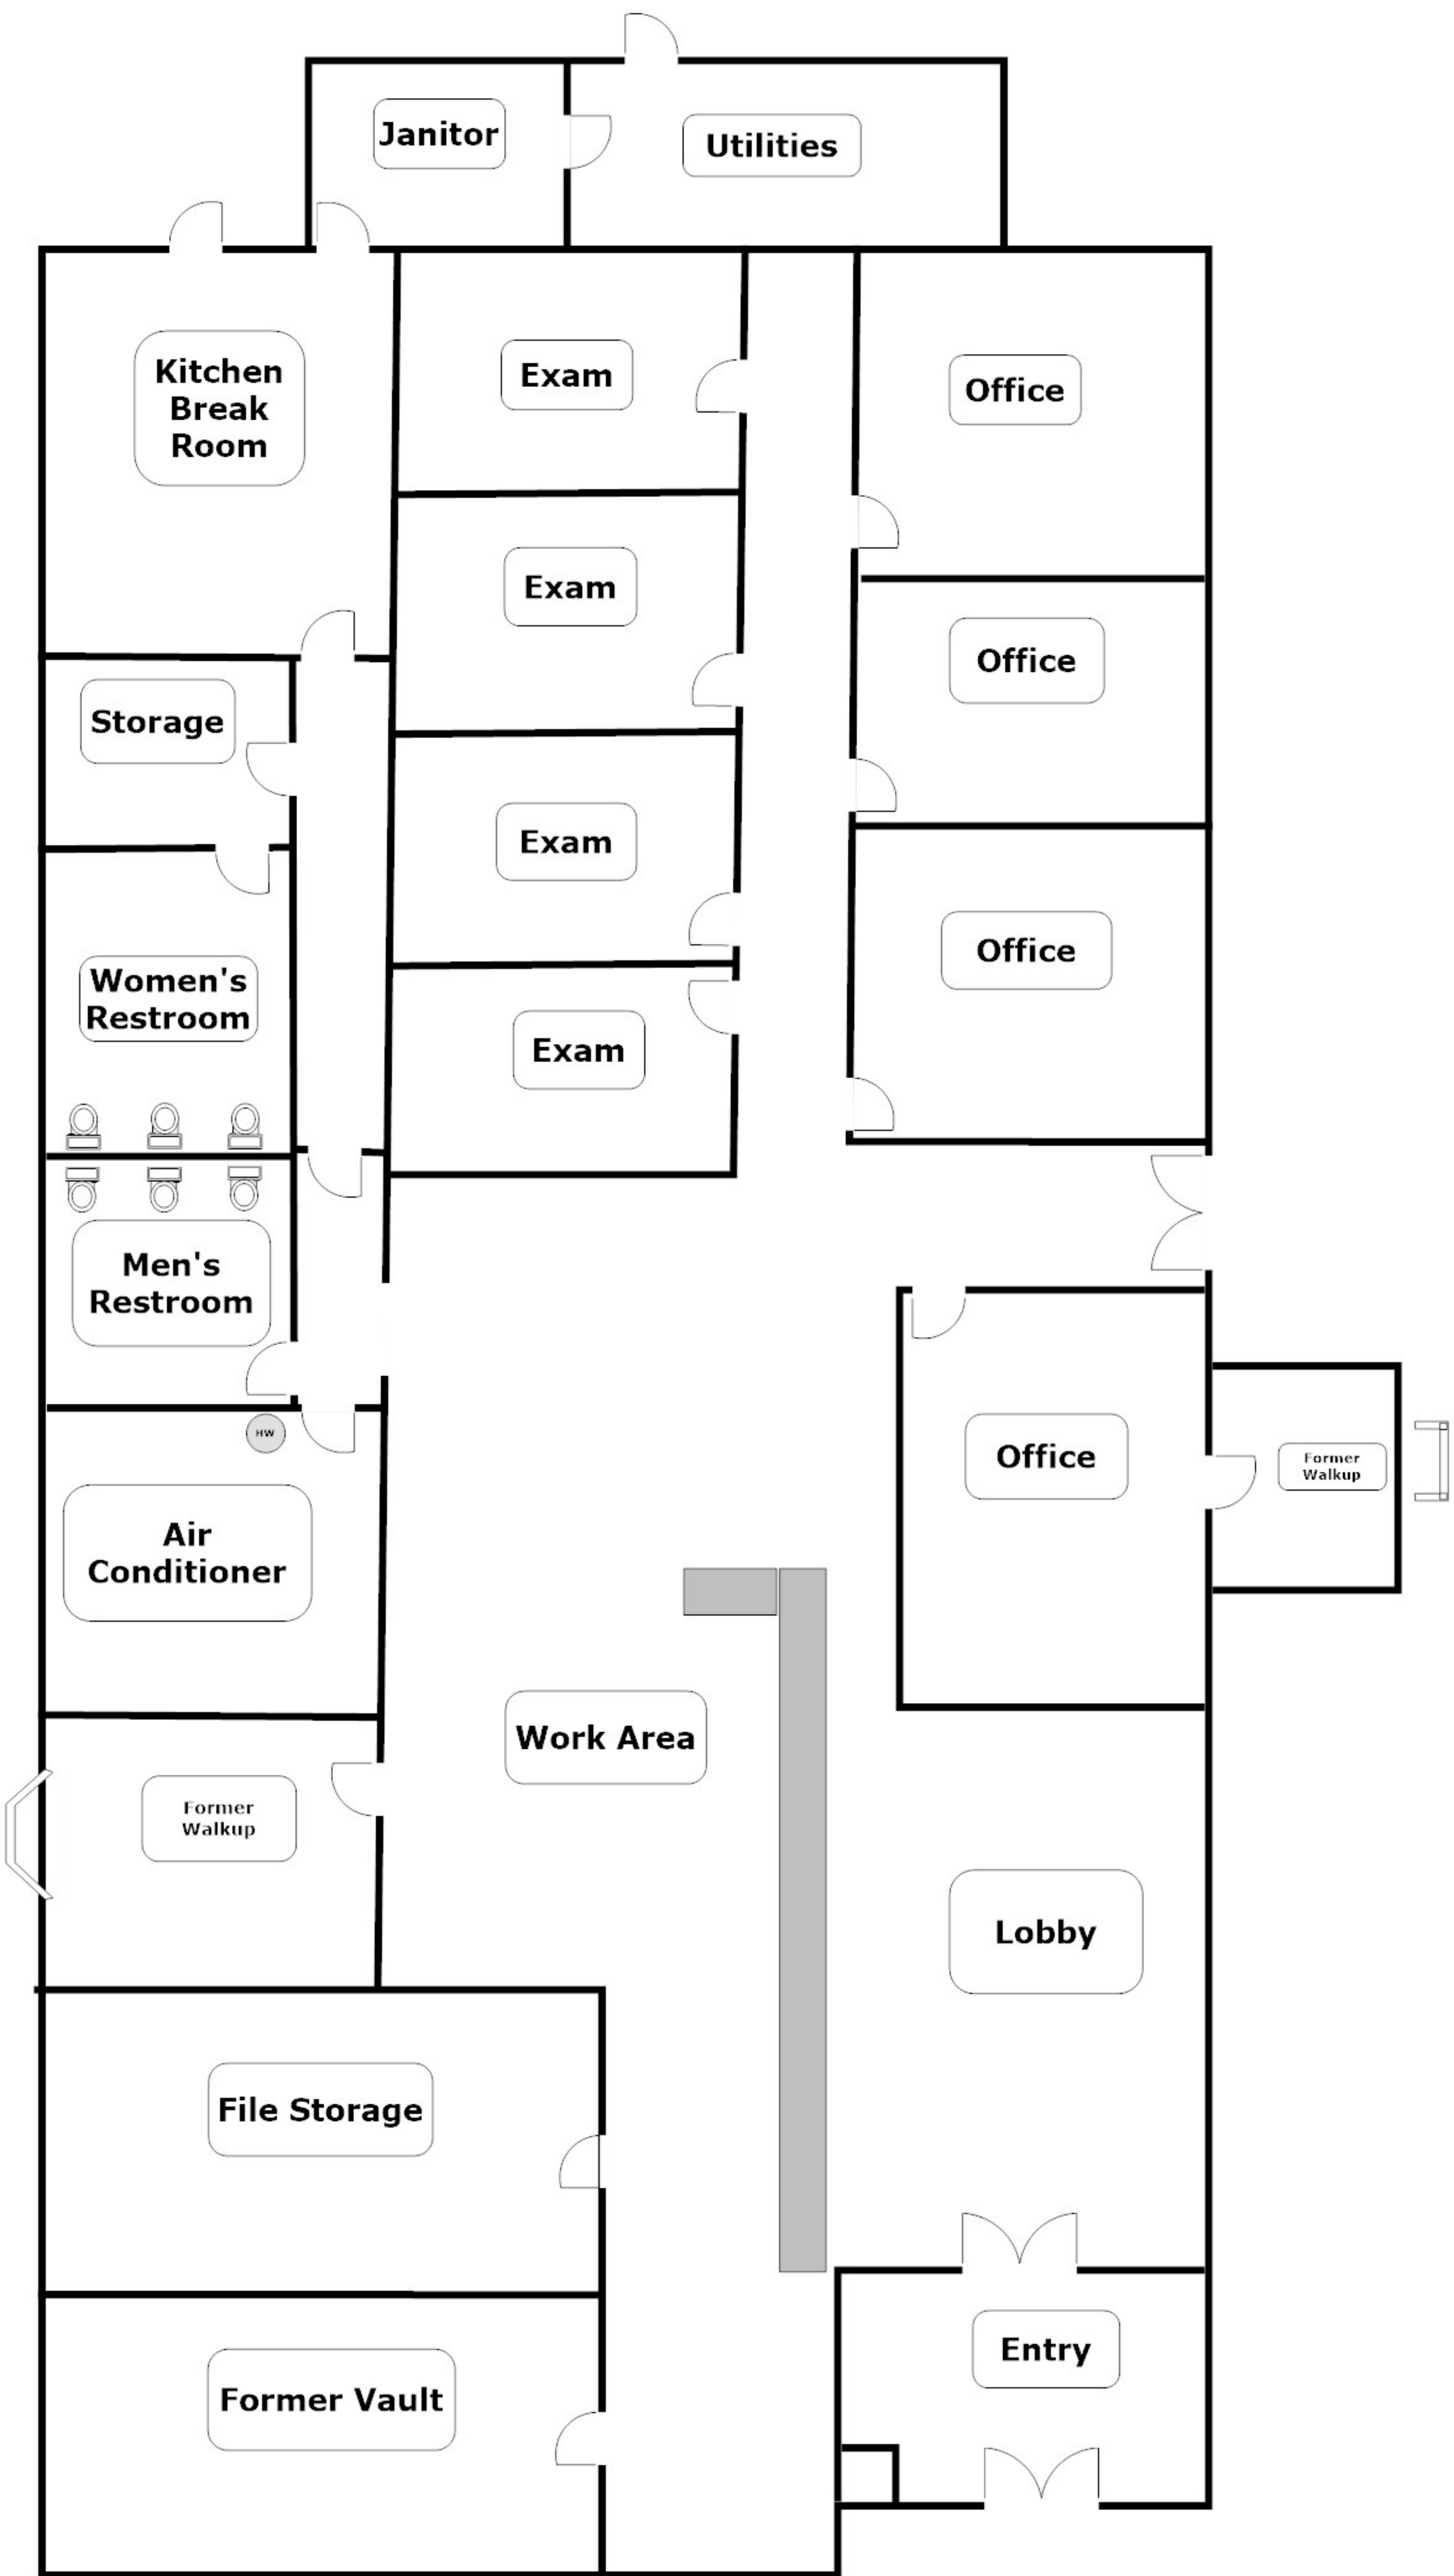 Janitor
Utilities
Kitchen
Break
Room
Exam
Office
Exam
Office
Storage
Exam
Office
Women's
Restroom
Exam
Men's
Restroom
HW
Air
Conditioner
Office
Former
Walkup
Work Area
Former
Walkup
Lobby
File Storage
Entry
Former Vault